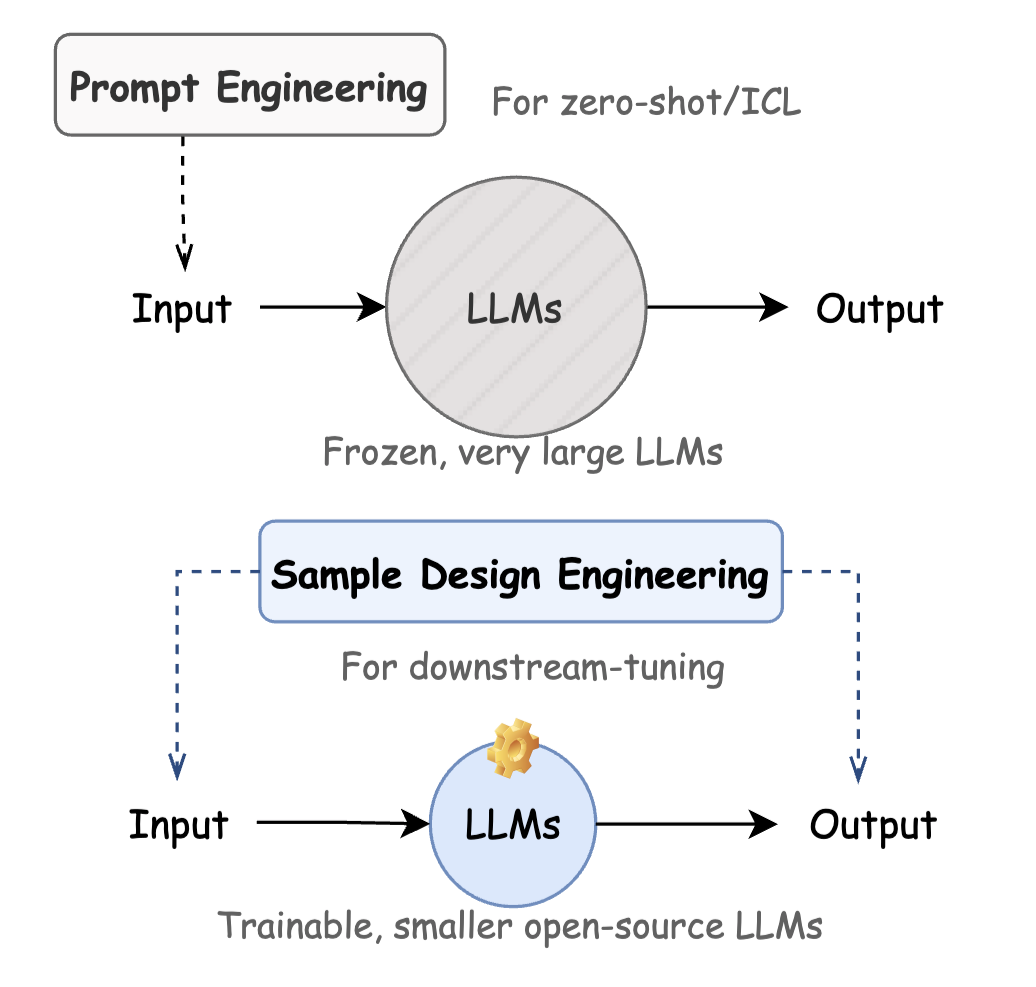 Prompt Engineering
For zero-shot/ICL
Input
LLMs
Output
Frozen, very large LLMs
Sample Design Engineering
For downstream-tuning
Input
LLMs
Output
Trainable, smaller open-source LLMs